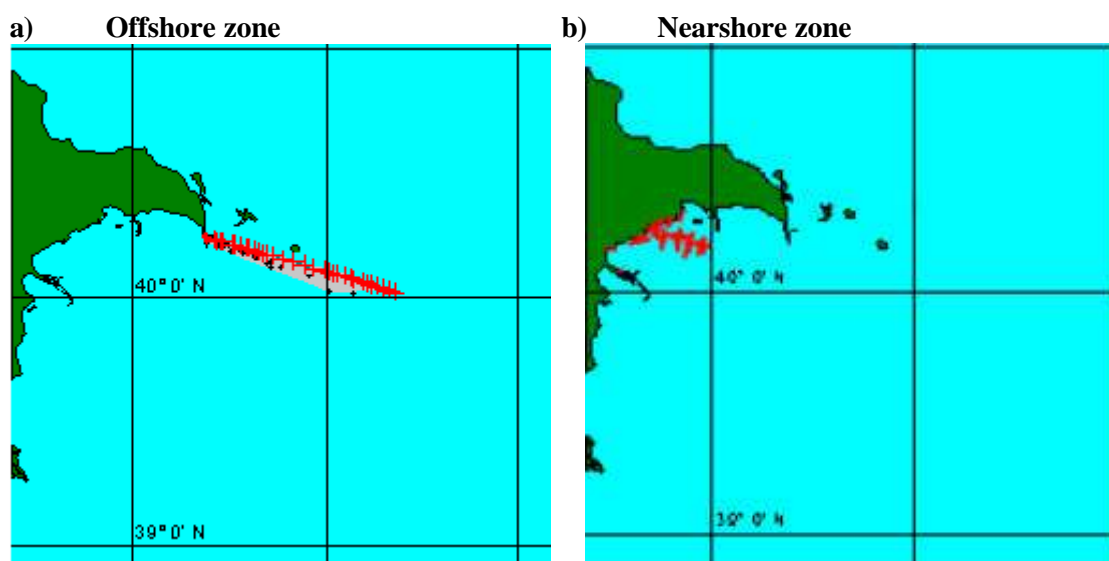 a) Offshore zone
b) Nearshore zone
40° 0' N
40° 0' N
39° 0' N
39° 0' N